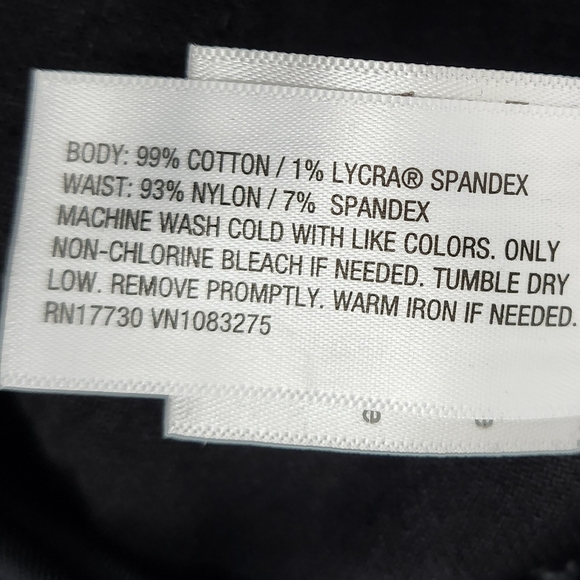 BODY: 99% COTTON / 1% LYCRA® SPANDEX
WAIST: 93% NYLON / 7% SPANDEX
MACHINE WASH COLD WITH LIKE COLORS. ONLY
NON-CHLORINE BLEACH IF NEEDED. TUMBLE DRY
LOW. REMOVE PROMPTLY. WARM IRON IF NEEDED.
RN17730 VN1083275